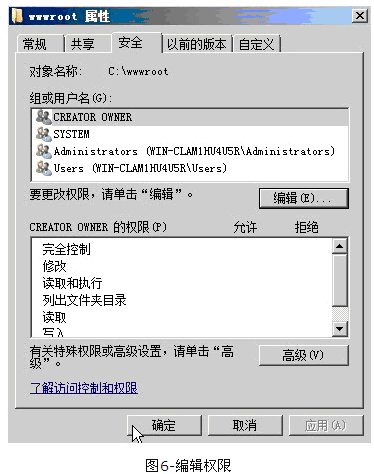 wwwroot 属性
常规 共享 安全 以前的版本 自定义
对象名称: C:\wwwroot
组或用户名(G):
CREATOR OWNER
SYSTEM
Administrators (WIN-CLAM1HU4U5R\Administrators)
Users (WIN-CLAM1HU4U5R\Users)
要更改权限，请单击“编辑”。
编辑(E)...
CREATOR OWNER 的权限(P) 允许 拒绝
完全控制
修改
读取和执行
列出文件夹目录
读取
写入
有关特殊权限或高级设置，请单击“高
级”。
高级(V)
了解访问控制和权限
确定 取消 应用(A)
图6-编辑权限